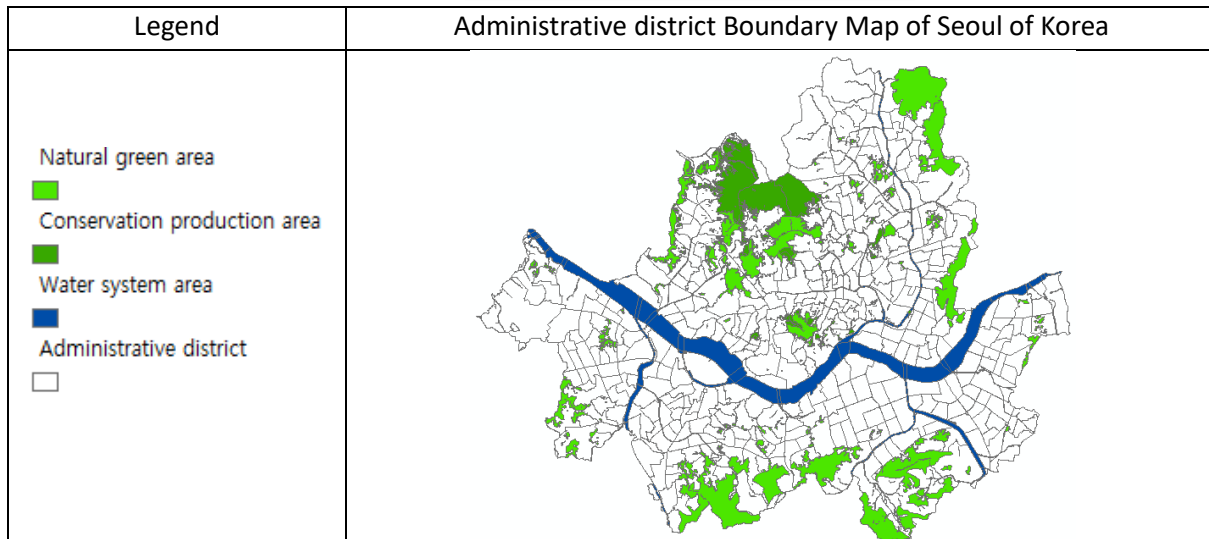 Legend
Administrative district Boundary Map of Seoul of Korea
Natural green area
Conservation production area
Water system area
Administrative district